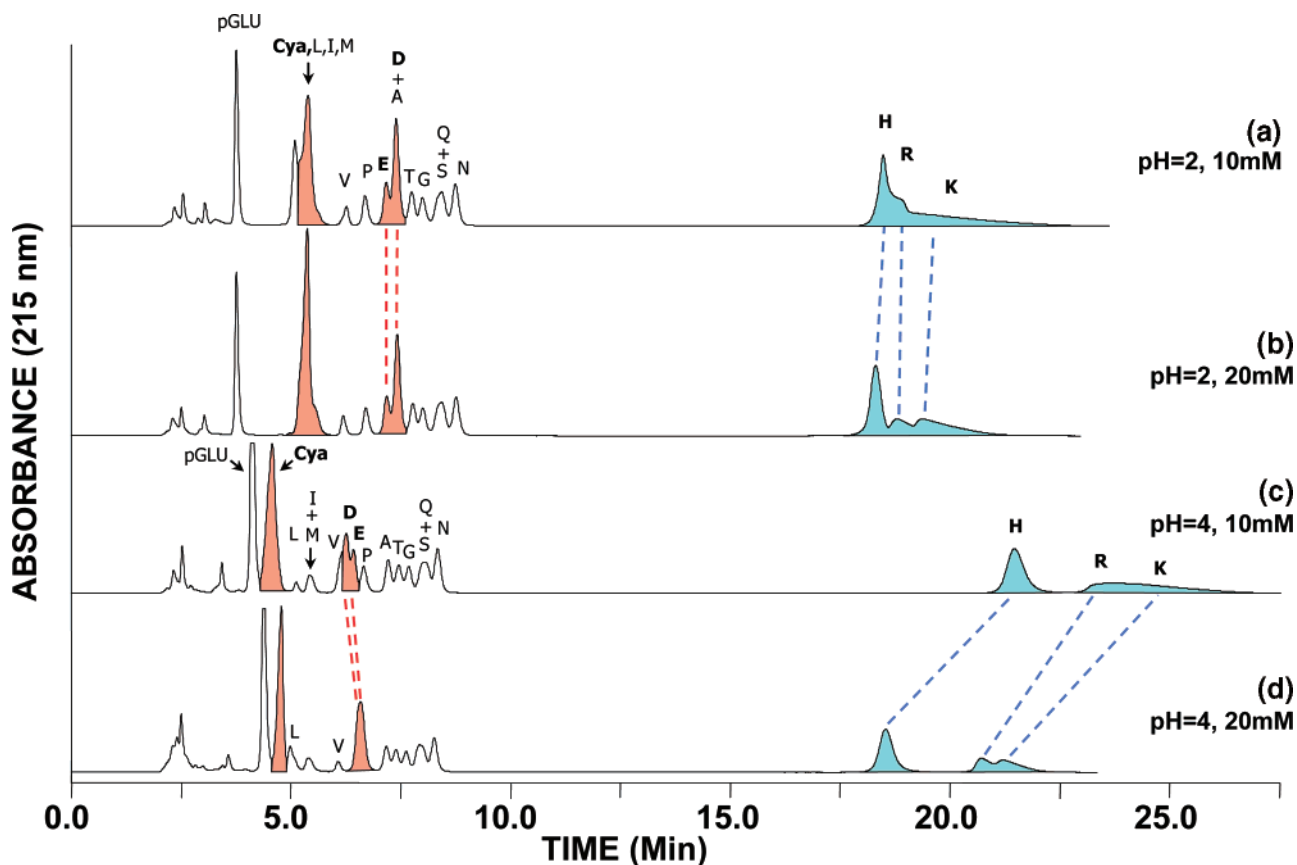 pGLU
Cya,L,I,M
D
+
A
Q
+
S
V
P
E
T
G
N
H
R
K
(a)
pH=2, 10mM
(b)
pH=2, 20mM
pGLU
Cya
I
+
M
L
V
D
E
P
A
T
G
Q
+
S
N
H
R
K
(c)
pH=4, 10mM
L
V
(d)
pH=4, 20mM
ABSORBANCE (215 nm)
0.0 5.0 10.0 15.0 20.0 25.0
TIME (Min)